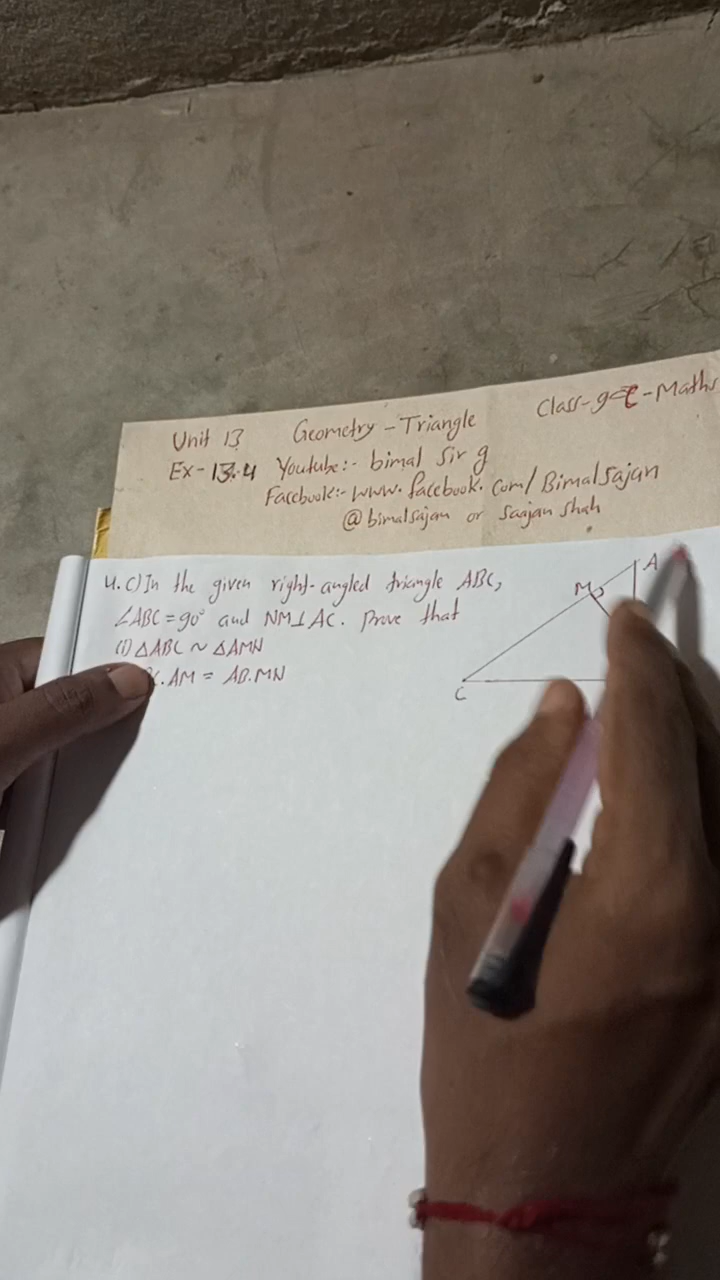 Unit 13 Geometry - Triangle Class-9 - Maths
Ex-13.4 Youtube:- bimal Sir g
Facebook:- www.facebook.com/Bimalsajan
@bimalsajan or Saajan Shah
4.c) In the given right-angled triangle ABC,
∠ABC = 90° and NM⊥AC. Prove that
(i) ΔABC ~ ΔAMN
.AM = AB.MN
A
M
C